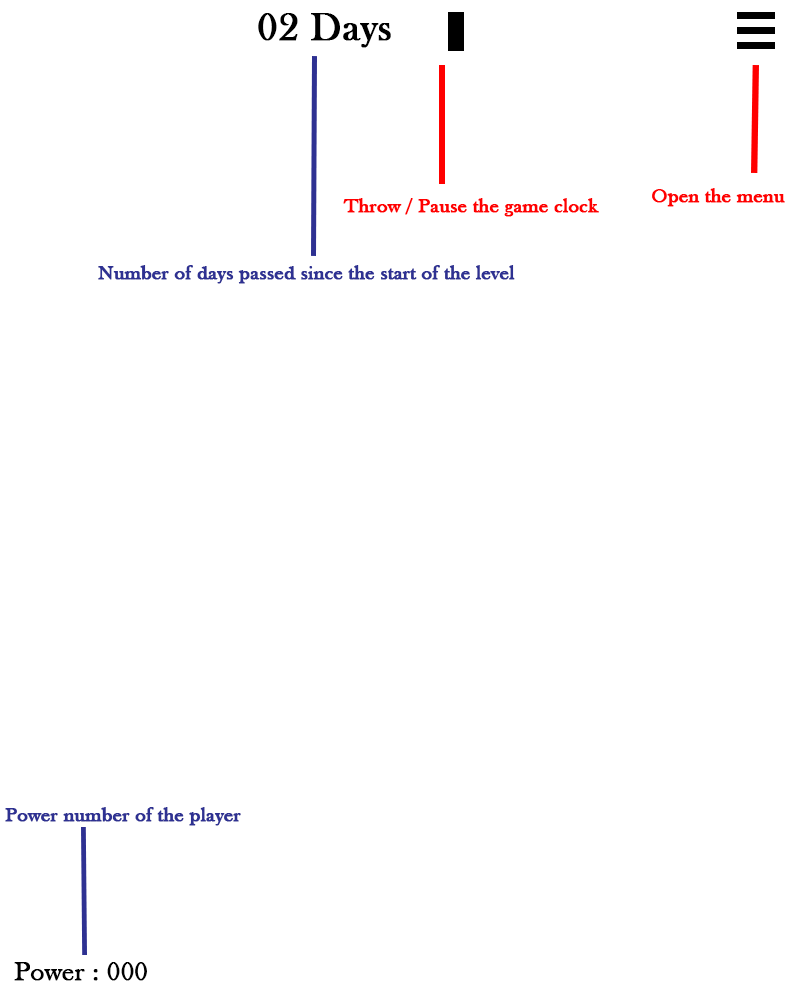 02 Days
Throw / Pause the game clock
Open the menu
Number of days passed since the start of the level
Power number of the player
Power : 000